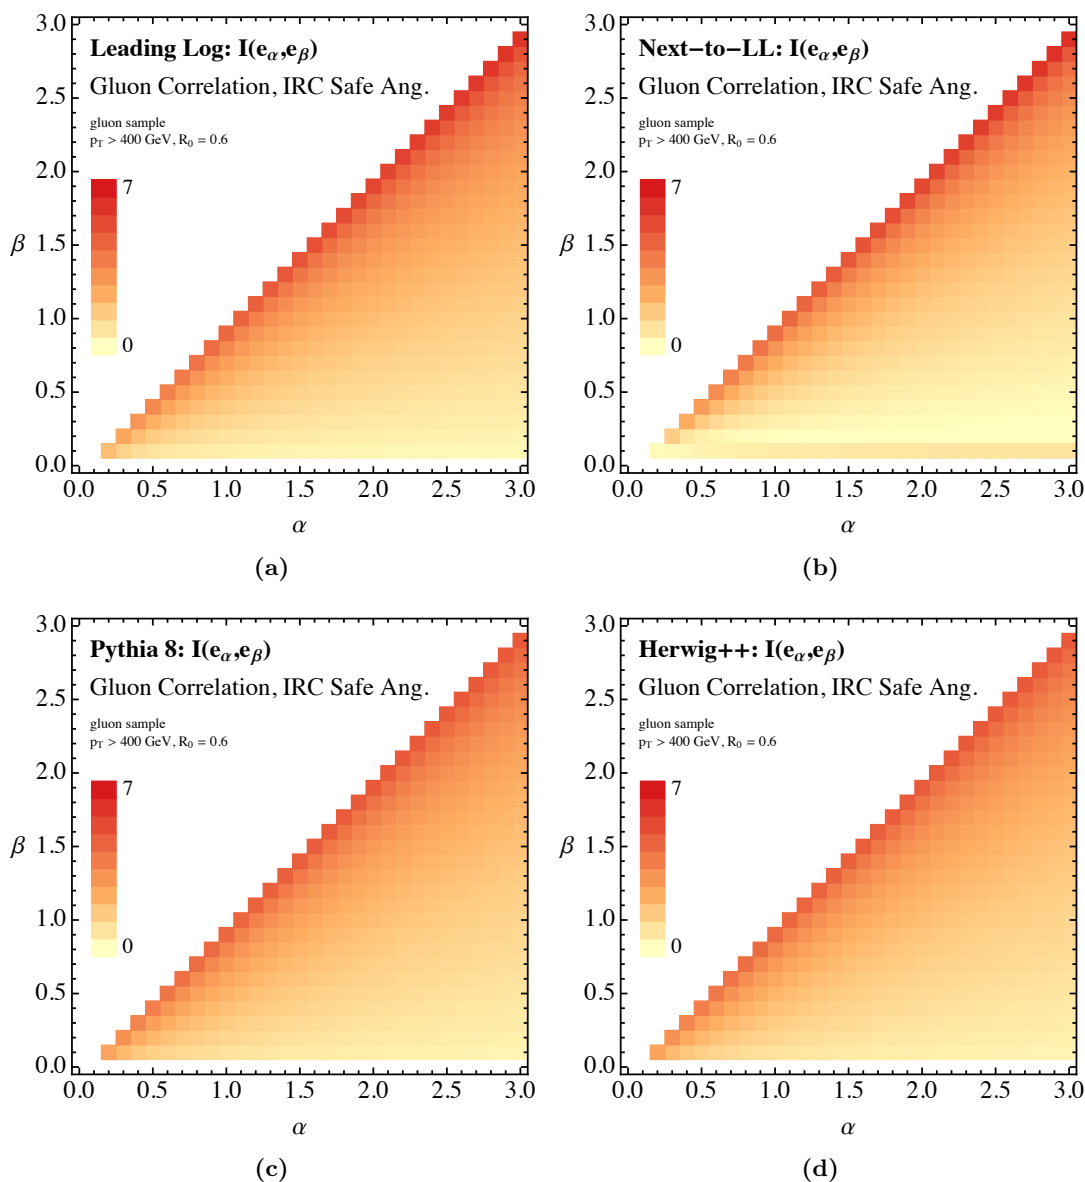 3.0
2.5
2.0
1.5
1.0
0.5
0.0
β
Leading Log: I(eα,eβ)
Gluon Correlation, IRC Safe Ang.
gluon sample
pT > 400 GeV, R0 = 0.6
7
0
0.0 0.5 1.0 1.5 2.0 2.5 3.0
α
(a)
3.0
2.5
2.0
1.5
1.0
0.5
0.0
β
Next−to−LL: I(eα,eβ)
Gluon Correlation, IRC Safe Ang.
gluon sample
pT > 400 GeV, R0 = 0.6
7
0
0.0 0.5 1.0 1.5 2.0 2.5 3.0
α
(b)
3.0
2.5
2.0
1.5
1.0
0.5
0.0
β
Pythia 8: I(eα,eβ)
Gluon Correlation, IRC Safe Ang.
gluon sample
pT > 400 GeV, R0 = 0.6
7
0
0.0 0.5 1.0 1.5 2.0 2.5 3.0
α
(c)
3.0
2.5
2.0
1.5
1.0
0.5
0.0
β
Herwig++: I(eα,eβ)
Gluon Correlation, IRC Safe Ang.
gluon sample
pT > 400 GeV, R0 = 0.6
7
0
0.0 0.5 1.0 1.5 2.0 2.5 3.0
α
(d)